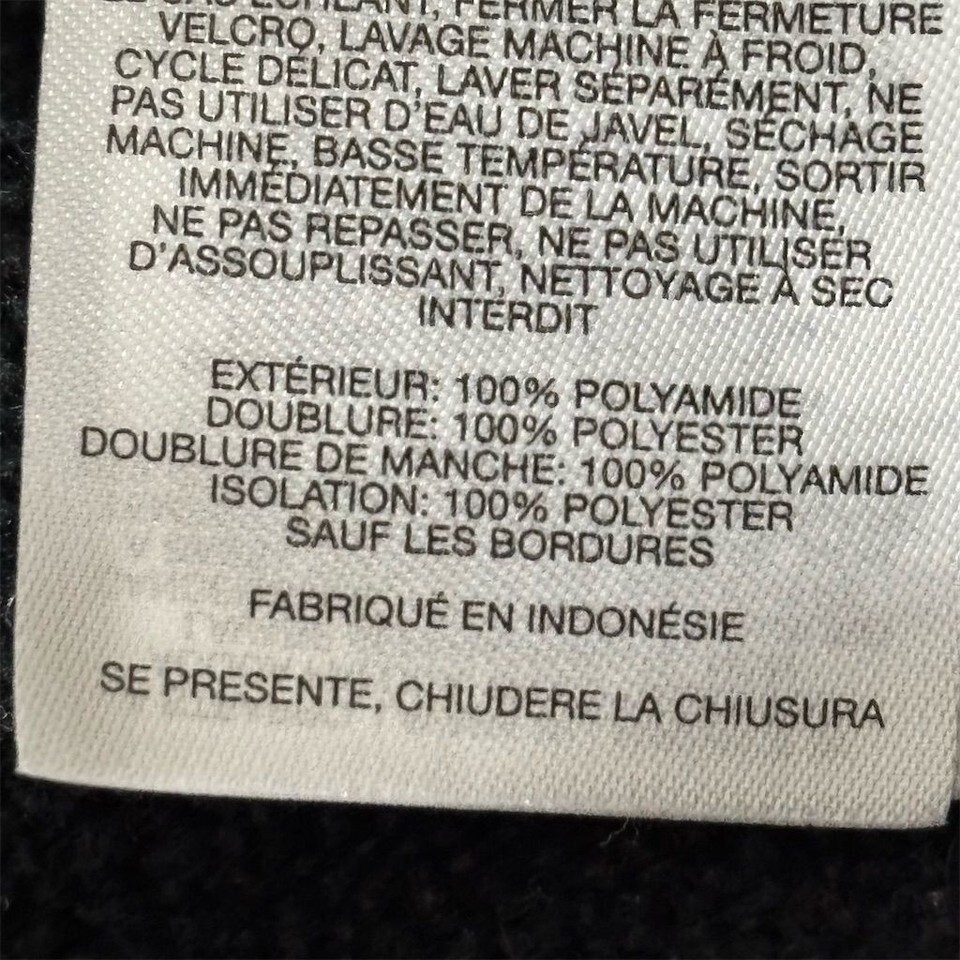 FERMER LA FERMETURE
VELCRO, LAVAGE MACHINE À FROID,
CYCLE DÉLICAT, LAVER SÉPARÉMENT, NE
PAS UTILISER D'EAU DE JAVEL, SÉCHAGE
MACHINE, BASSE TEMPÉRATURE, SORTIR
IMMÉDIATEMENT DE LA MACHINE,
NE PAS REPASSER, NE PAS UTILISER
D'ASSOUPLISSANT, NETTOYAGE À SEC
INTERDIT
EXTÉRIEUR: 100% POLYAMIDE
DOUBLURE: 100% POLYESTER
DOUBLURE DE MANCHE: 100% POLYAMIDE
ISOLATION: 100% POLYESTER
SAUF LES BORDURES
FABRIQUÉ EN INDONÉSIE
SE PRESENTE, CHIUDERE LA CHIUSURA